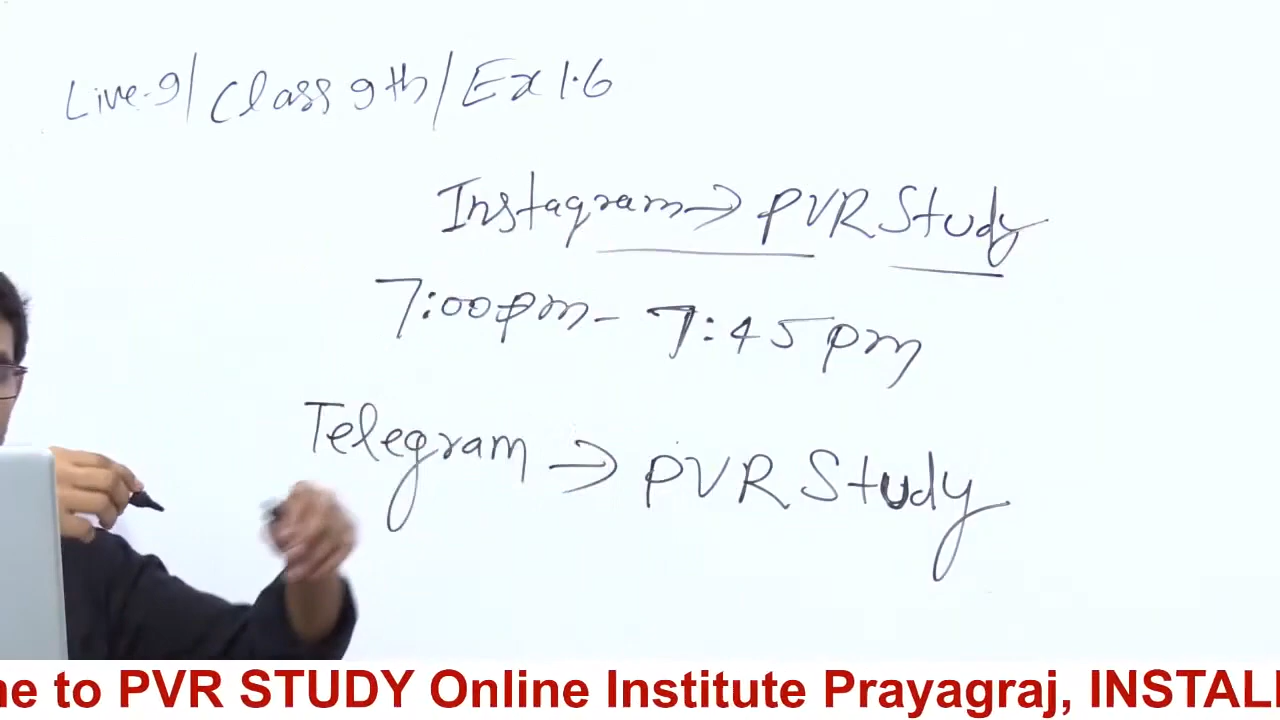 Live-9/ Class 9th/ Ex 1.6
Instagram → PVR Study
7:00pm - 7:45pm
Telegram → PVR Study
me to PVR STUDY Online Institute Prayagraj, INSTALL